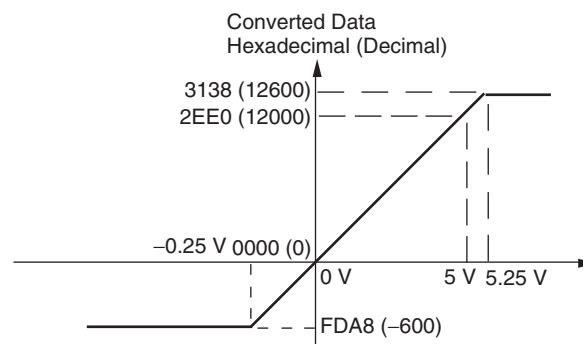 Converted Data
Hexadecimal (Decimal)
3138 (12600)
2EE0 (12000)
−0.25 V 0000 (0)
0 V 5 V 5.25 V
FDA8 (−600)